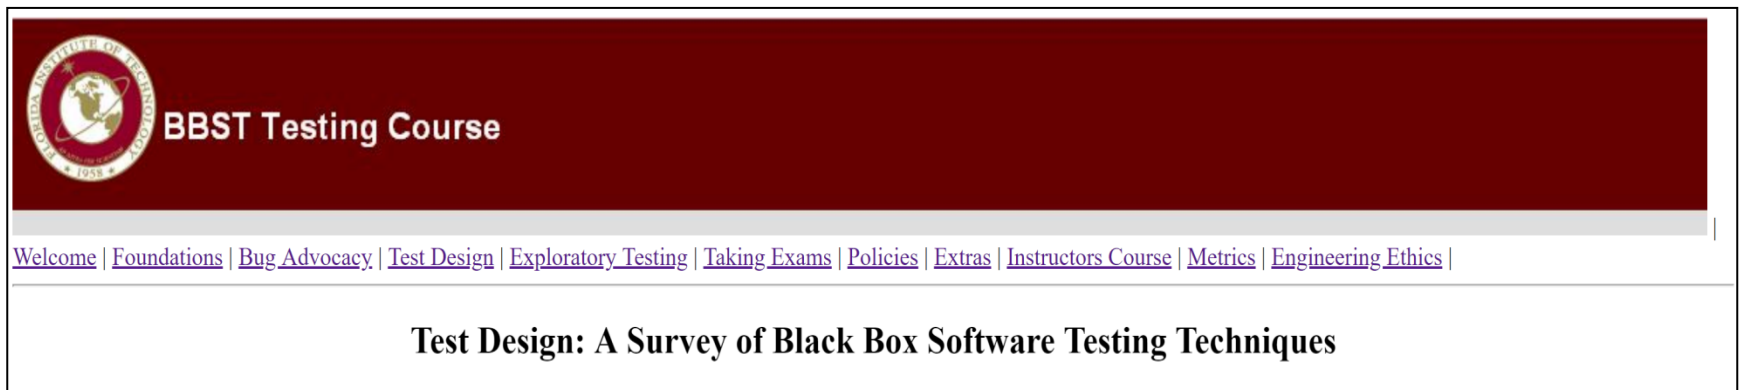 FLORIDA INSTITUTE OF TECHNOLOGY
* 1958 *
BBST Testing Course
|
Welcome | Foundations | Bug Advocacy | Test Design | Exploratory Testing | Taking Exams | Policies | Extras | Instructors Course | Metrics | Engineering Ethics |
Test Design: A Survey of Black Box Software Testing Techniques